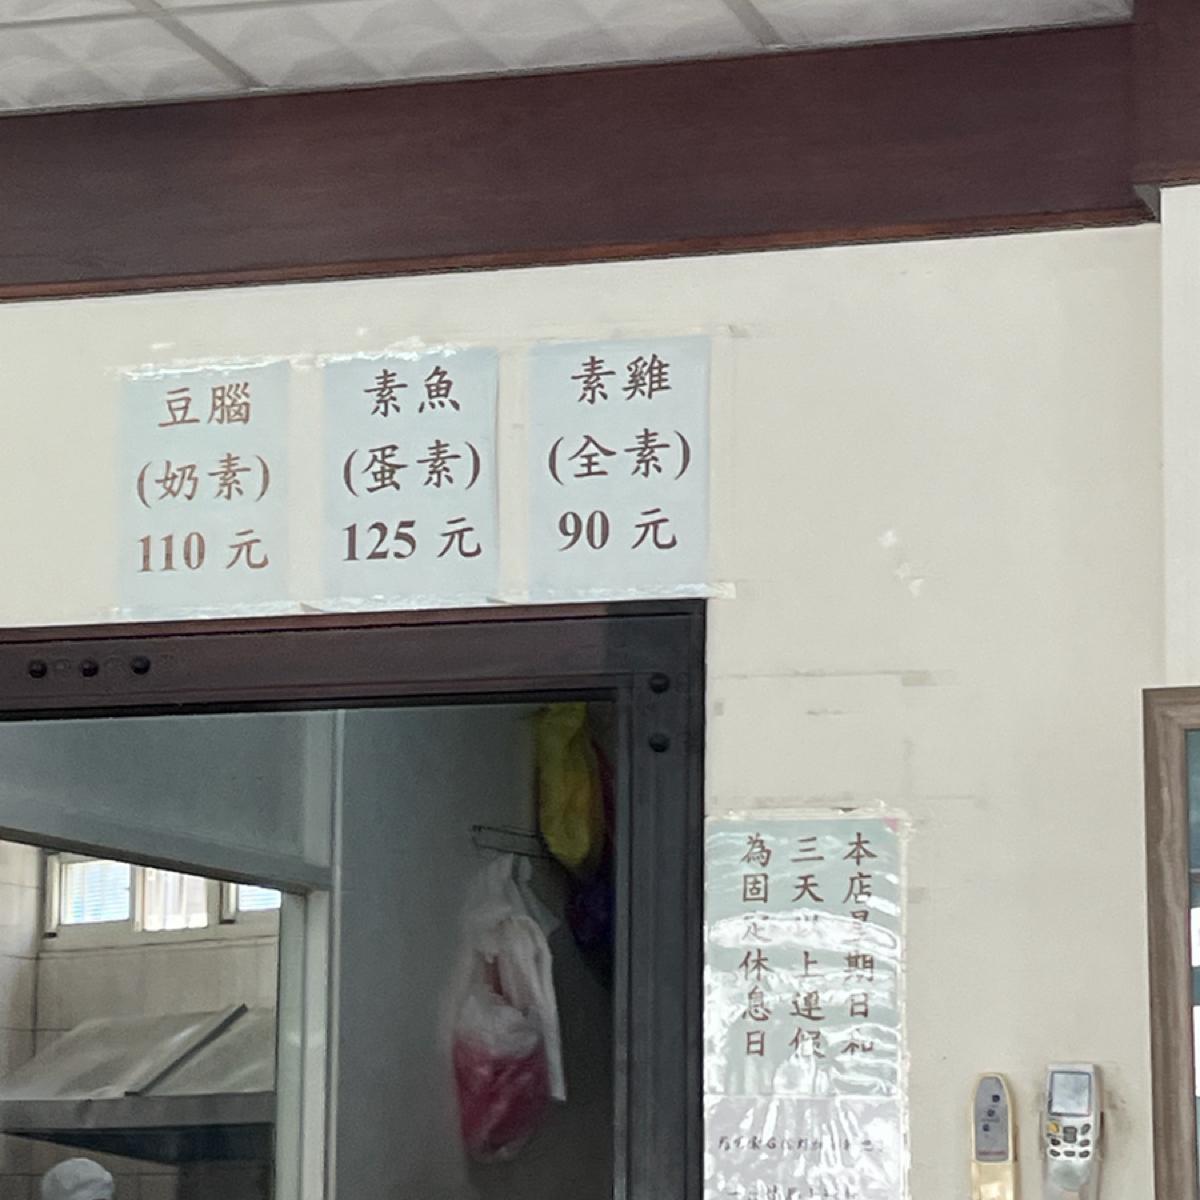 豆腦
(奶素)
110 元
素魚
(蛋素)
125 元
素雞
(全素)
90 元
本店星期日和
三天以上連假
為固定休息日